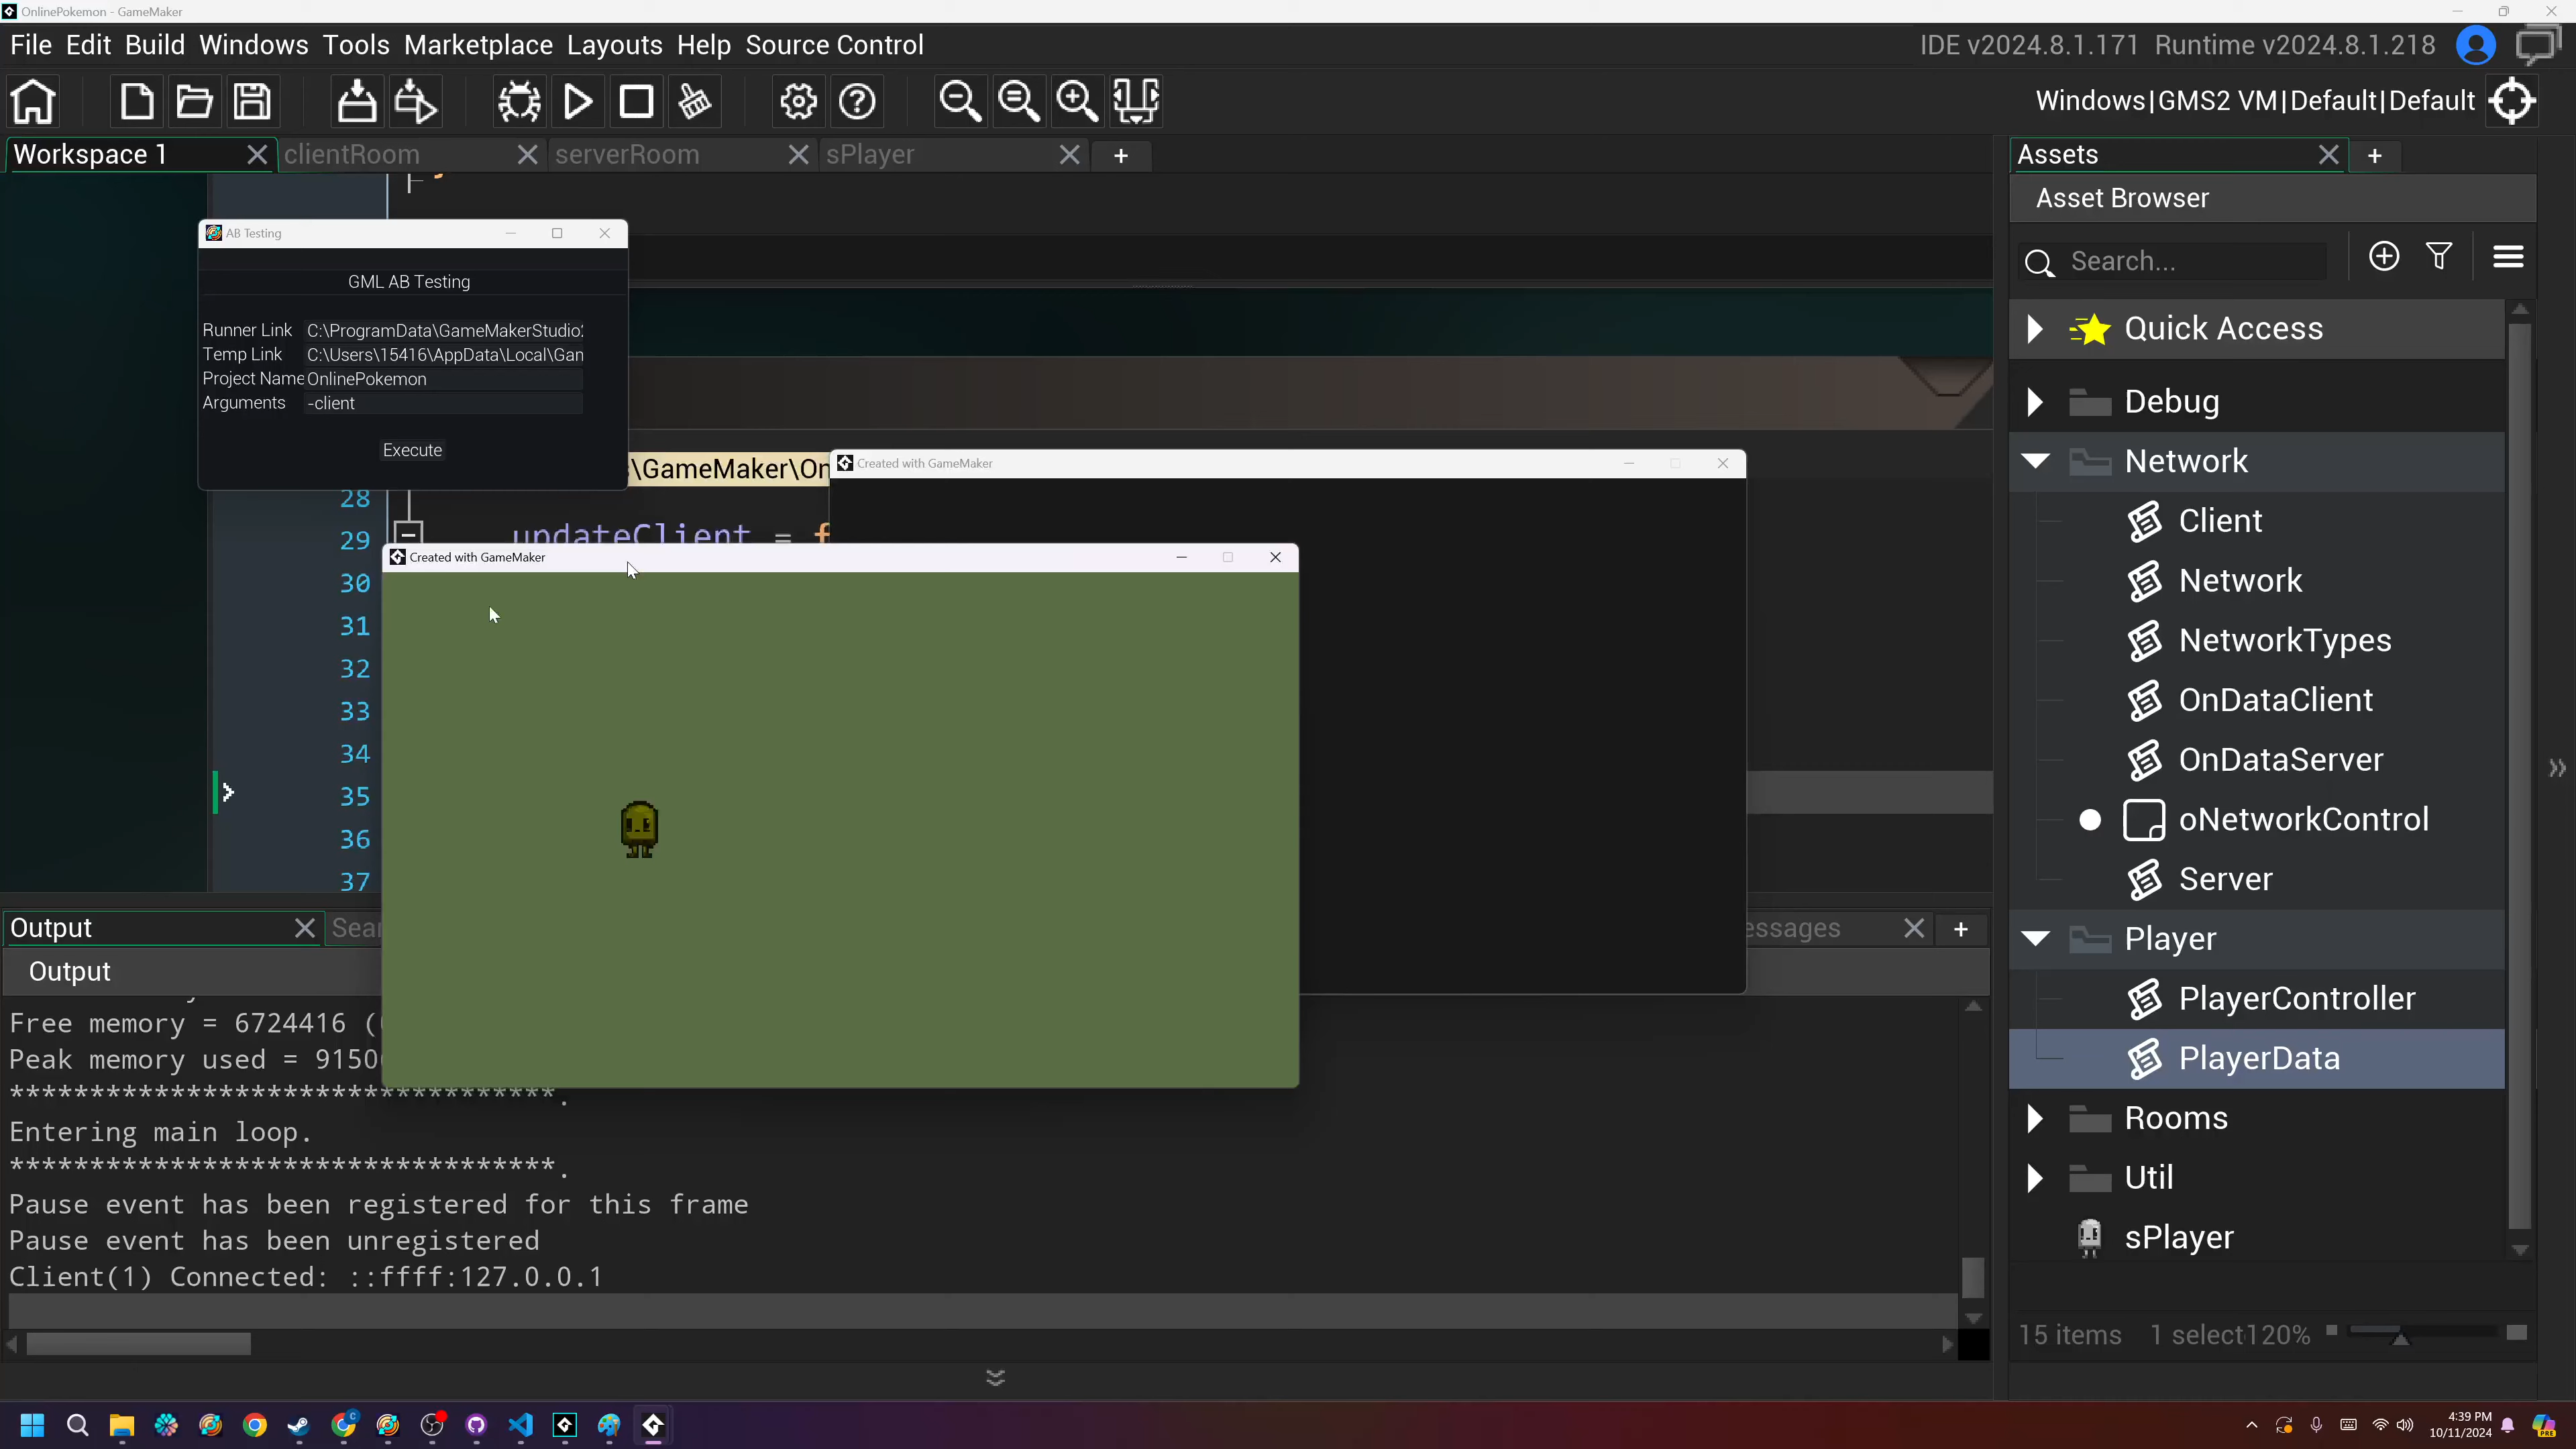 OnlinePokemon - GameMaker
File Edit Build Windows Tools Marketplace Layouts Help Source Control
IDE v2024.8.1.171 Runtime v2024.8.1.218
Windows|GMS2 VM|Default|Default
Workspace 1
clientRoom
serverRoom
sPlayer
AB Testing
GML AB Testing
Runner Link C:\ProgramData\GameMakerStudio
Temp Link C:\Users\15416\AppData\Local\Gan
Project Name OnlinePokemon
Arguments -client
Execute
s\GameMaker\On
Created with GameMaker
28
29 updateClient = f
Created with GameMaker
30
31
32
33
34
35
36
37
Output
Sear
essages
Output
Free memory = 6724416 (
Peak memory used = 9150
**********************************.
Entering main loop.
**********************************.
Pause event has been registered for this frame
Pause event has been unregistered
Client(1) Connected: ::ffff:127.0.0.1
Assets
Asset Browser
Search...
Quick Access
Debug
Network
Client
Network
NetworkTypes
OnDataClient
OnDataServer
oNetworkControl
Server
Player
PlayerController
PlayerData
Rooms
Util
sPlayer
15 items 1 select 120%
4:39 PM
10/11/2024
PRE